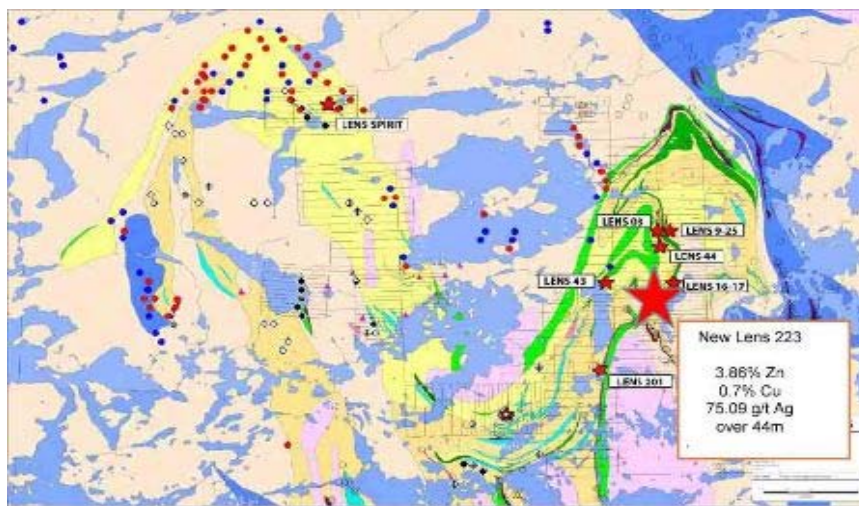 LENS SPIRIT
LENS 03
LENS 9-25
LENS 44
LENS 43
LENS 16-17
New Lens 223
3.86% Zn
0.7% Cu
75.09 g/t Ag
over 44m
LENS 201